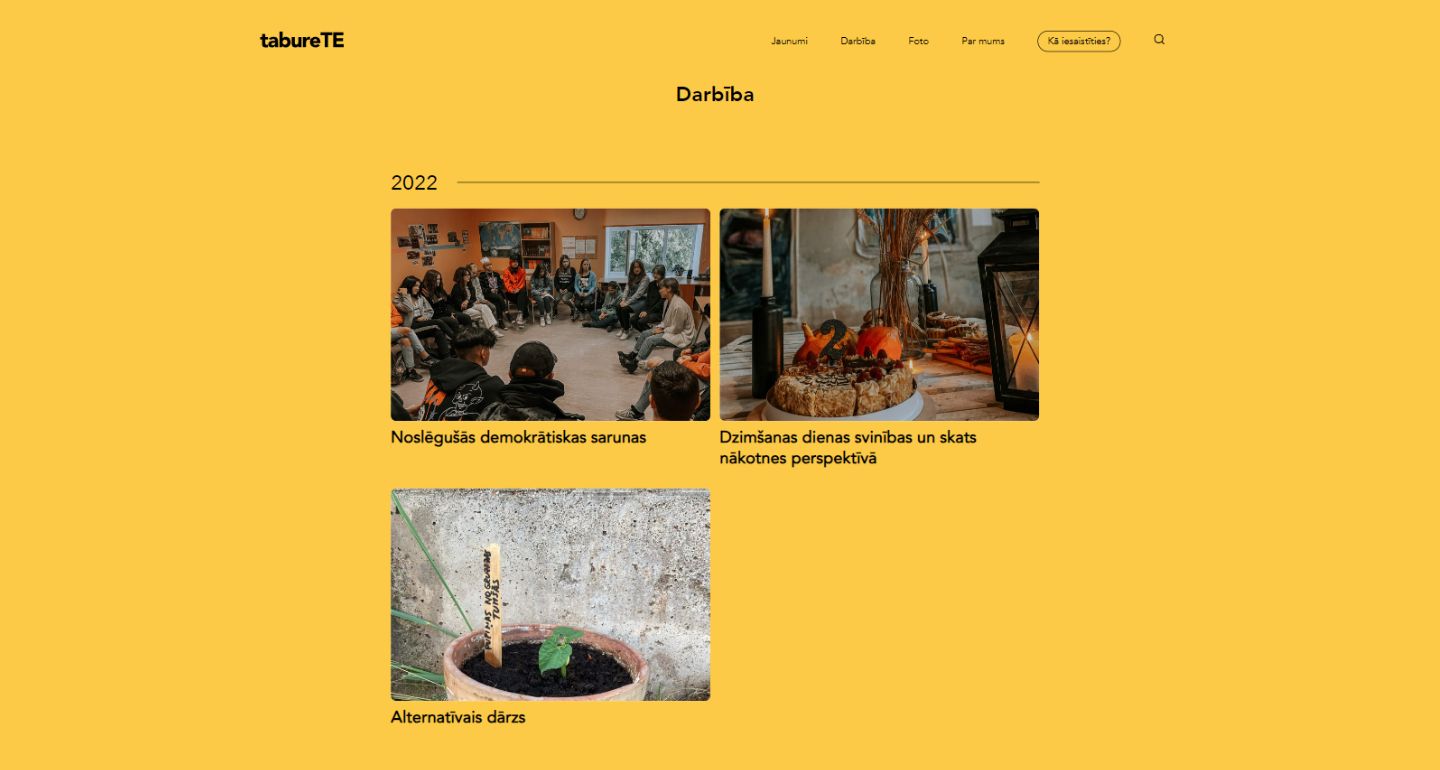 tabureTE
Jaunumi
Darbība
Foto
Par mums
Kā iesaistīties?
Darbība
2022
Noslēgušās demokrātiskas sarunas
Dzimšanas dienas svinības un skats
nākotnes perspektīvā
2
Alternatīvais dārzs